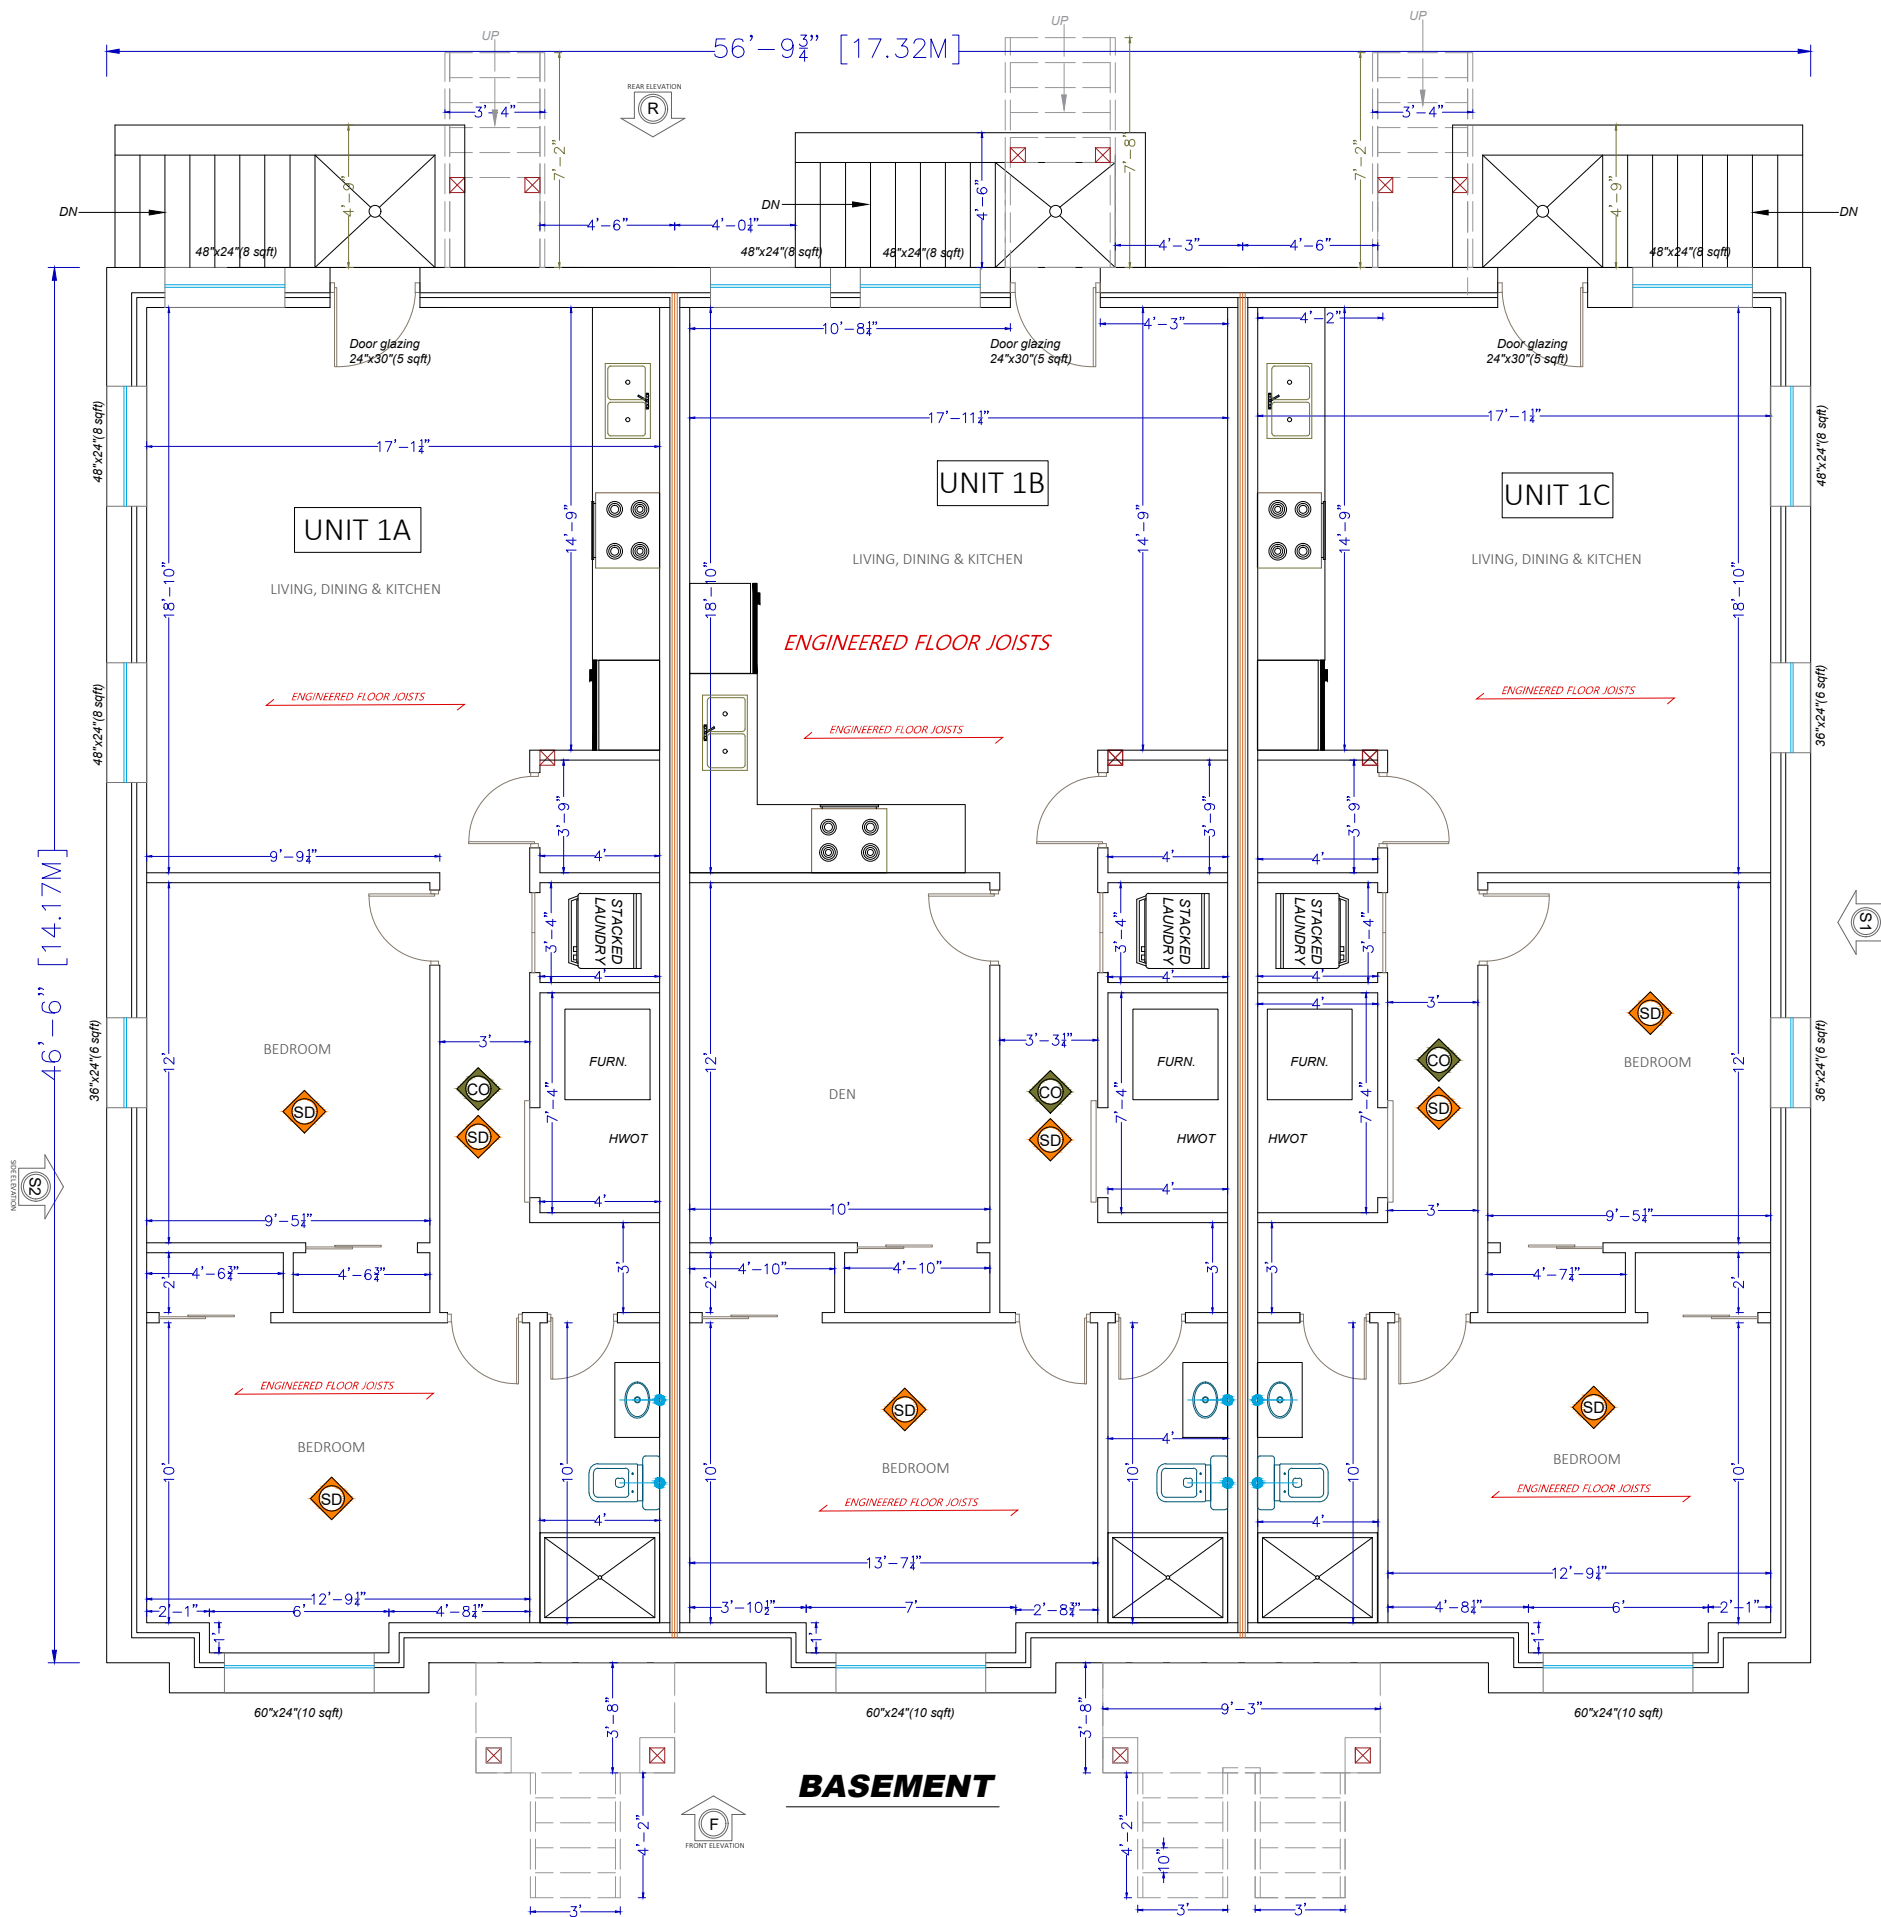 UP
UP
UP
56'-9¾" [17.32M]
REAR ELEVATION
R
3'-4"
3'-4"
7'-2"
7'-8"
7'-2"
4'-9"
4'-6"
4'-9"
DN
DN
DN
4'-6"
4'-0¼"
4'-3"
4'-6"
48"x24"(8 sqft)
48"x24"(8 sqft)
48"x24"(8 sqft)
48"x24"(8 sqft)
10'-8¼"
4'-3"
4'-2"
Door glazing
24"x30"(5 sqft)
Door glazing
24"x30"(5 sqft)
Door glazing
24"x30"(5 sqft)
48"x24"(8 sqft)
17'-1¼"
17'-11¼"
17'-1¼"
48"x24"(8 sqft)
UNIT 1A
UNIT 1B
UNIT 1C
14'-9"
14'-9"
14'-9"
LIVING, DINING & KITCHEN
LIVING, DINING & KITCHEN
LIVING, DINING & KITCHEN
18'-10"
18'-10"
18'-10"
ENGINEERED FLOOR JOISTS
48"x24"(8 sqft)
ENGINEERED FLOOR JOISTS
ENGINEERED FLOOR JOISTS
ENGINEERED FLOOR JOISTS
36"x24"(6 sqft)
3'-9"
3'-9"
3'-9"
9'-9¼"
4'
4'
4'
46'-6" [14.17M]
3'-4"
STACKED
LAUNDRY
3'-4"
STACKED
LAUNDRY
STACKED
LAUNDRY
3'-4"
S1
4'
4'
4'
4'
3'
SD
36"x24"(6 sqft)
BEDROOM
3'
3'-3¼"
12'
12'
12'
FURN.
FURN.
FURN.
CO
BEDROOM
36"x24"(6 sqft)
CO
CO
DEN
SD
7'-4"
7'-4"
7'-4"
SD
SD
SD
HWOT
HWOT
HWOT
SIDE ELEVATION
S2
4'
4'
9'-5¼"
10'
3'
9'-5¼"
3'
3'
3'
2'
4'-6¾"
4'-6¾"
2'
4'-10"
4'-10"
4'-7¼"
2'
ENGINEERED FLOOR JOISTS
SD
SD
BEDROOM
4'
BEDROOM
BEDROOM
10'
10'
10'
10'
10'
10'
SD
ENGINEERED FLOOR JOISTS
ENGINEERED FLOOR JOISTS
4'
4'
13'-7¼"
12'-9¼"
12'-9¼"
2'-1"
6'
4'-8¼"
3'-10½"
7'
2'-8¾"
4'-8¼"
6'
2'-1"
1'
1'
1'
60"x24"(10 sqft)
60"x24"(10 sqft)
60"x24"(10 sqft)
3'-8"
3'-8"
9'-3"
BASEMENT
F
FRONT ELEVATION
4'-2"
4'-2"
10"
3'
3'
3'